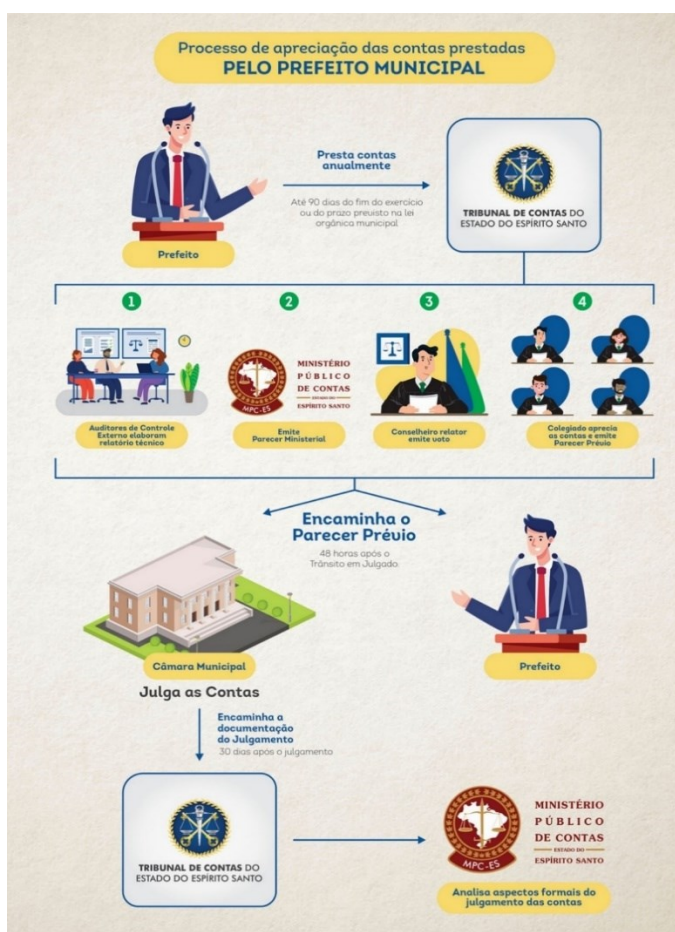 Processo de apreciação das contas prestadas
PELO PREFEITO MUNICIPAL
Presta contas
anualmente
Até 90 dias do fim do exercício
ou do prazo previsto na lei
orgânica municipal
TRIBUNAL DE CONTAS DO
ESTADO DO ESPÍRITO SANTO
Prefeito
1
2
3
4
MINISTÉRIO
PÚBLICO
DE CONTAS
ESTADO DO
ESPÍRITO SANTO
MPC-ES
Auditores de Controle
Externo elaboram
relatório técnico
Emite
Parecer Ministerial
Conselheiro relator
emite voto
Colegiado aprecia
as contas e emite
Parecer Prévio
Encaminha o
Parecer Prévio
48 horas após o
Trânsito em Julgado
Câmara Municipal
Prefeito
Julga as Contas
Encaminha a
documentação
do Julgamento
30 dias após o julgamento
TRIBUNAL DE CONTAS DO
ESTADO DO ESPÍRITO SANTO
MINISTÉRIO
PÚBLICO
DE CONTAS
ESTADO DO
ESPÍRITO SANTO
MPC-ES
Analisa aspectos formais do
julgamento das contas